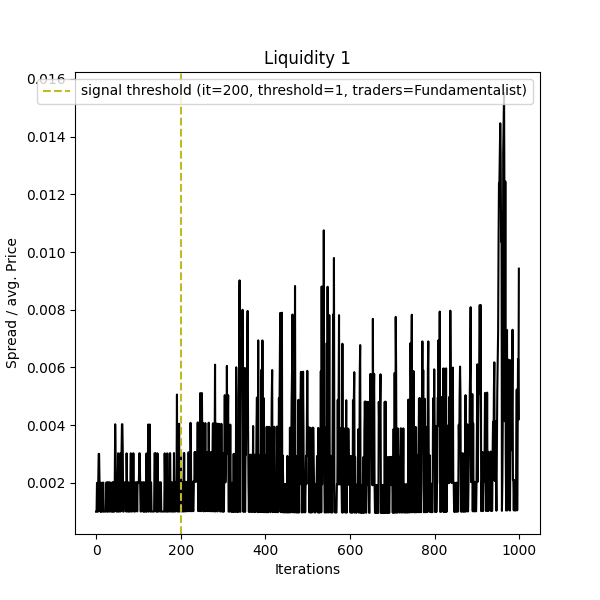 Liquidity 1
signal threshold (it=200, threshold=1, traders=Fundamentalist)
0.016
0.014
0.012
0.010
0.008
0.006
0.004
0.002
Spread / avg. Price
0 200 400 600 800 1000
Iterations